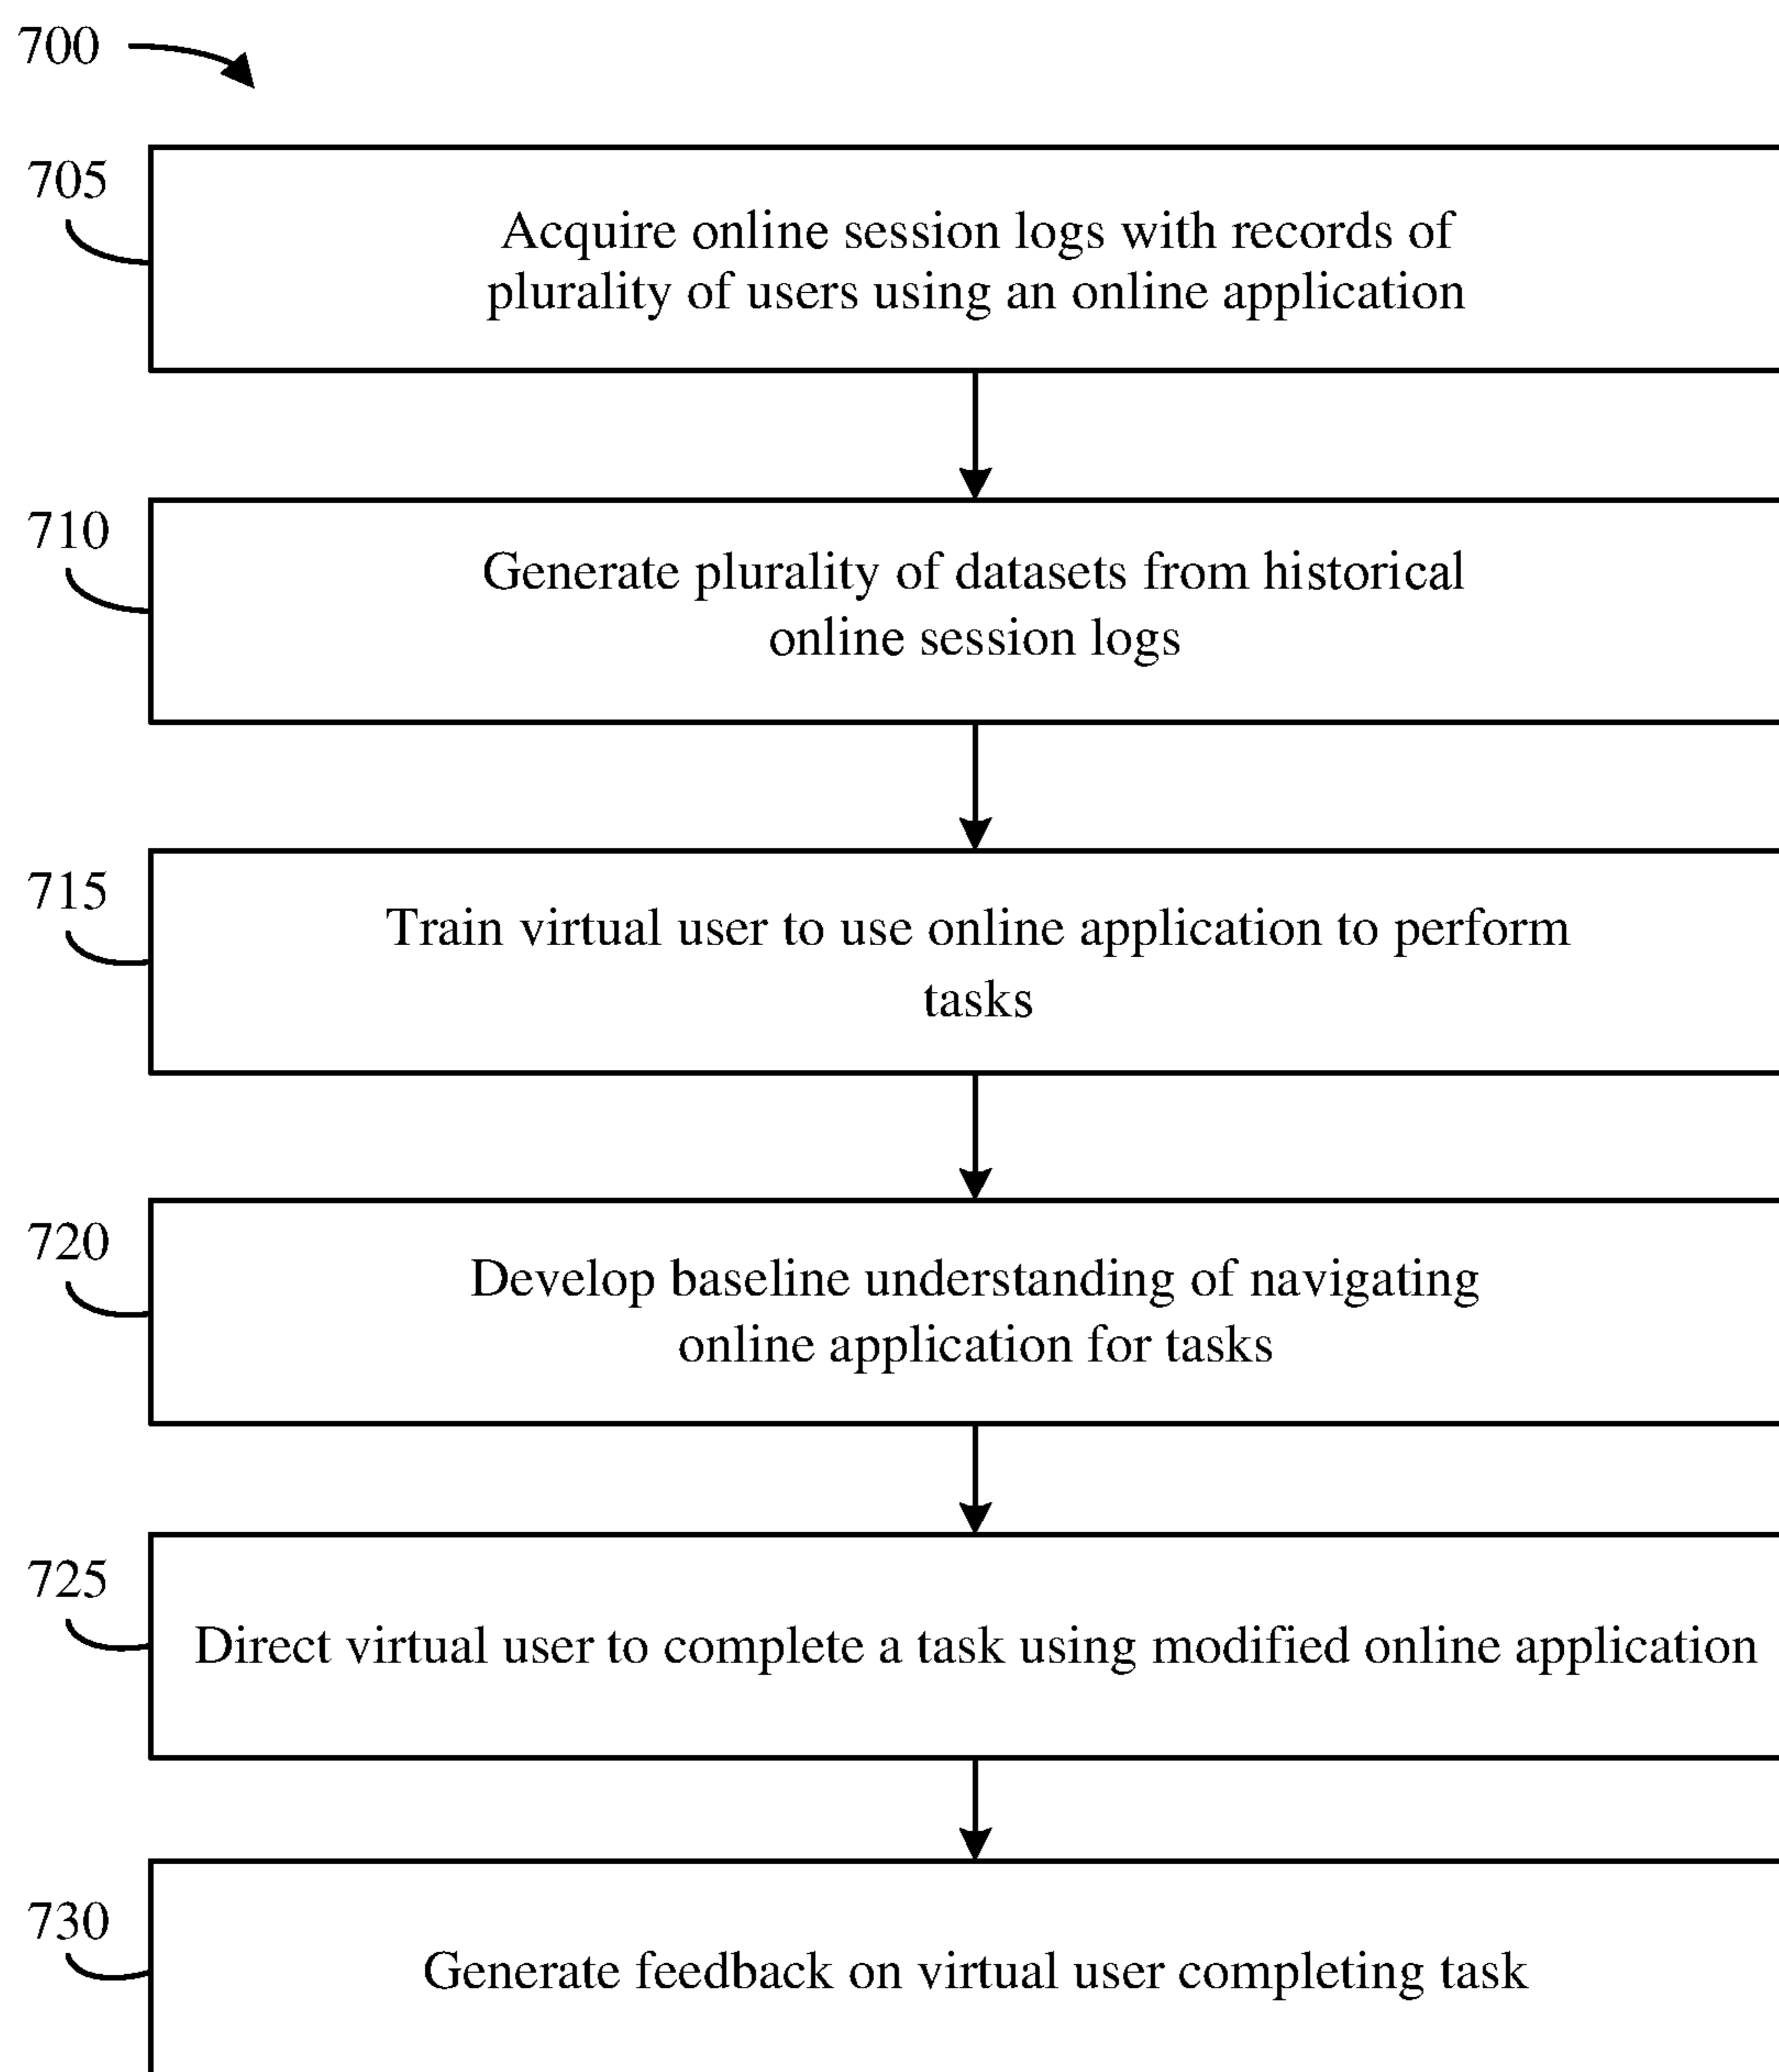 700
705
Acquire online session logs with records of
plurality of users using an online application
710
Generate plurality of datasets from historical
online session logs
715
Train virtual user to use online application to perform
tasks
720
Develop baseline understanding of navigating
online application for tasks
725
Direct virtual user to complete a task using modified online application
730
Generate feedback on virtual user completing task